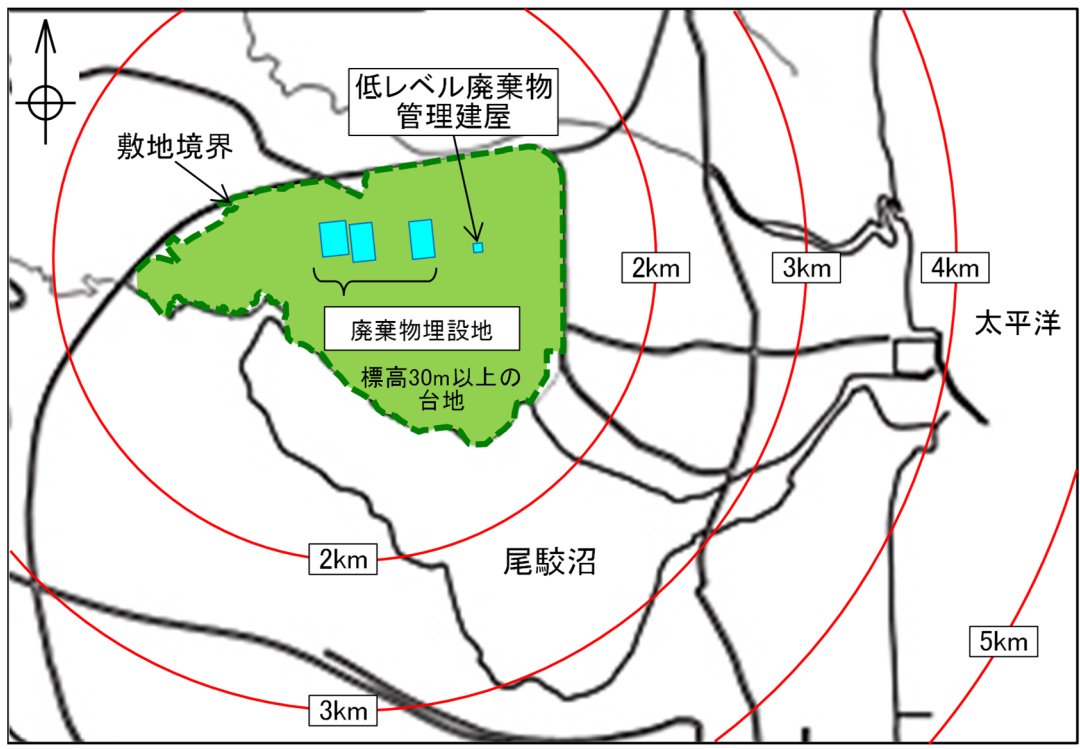 低レベル廃棄物
管理建屋
敷地境界
2km
3km
4km
太平洋
廃棄物埋設地
標高30m以上の
台地
2km
尾駮沼
5km
3km